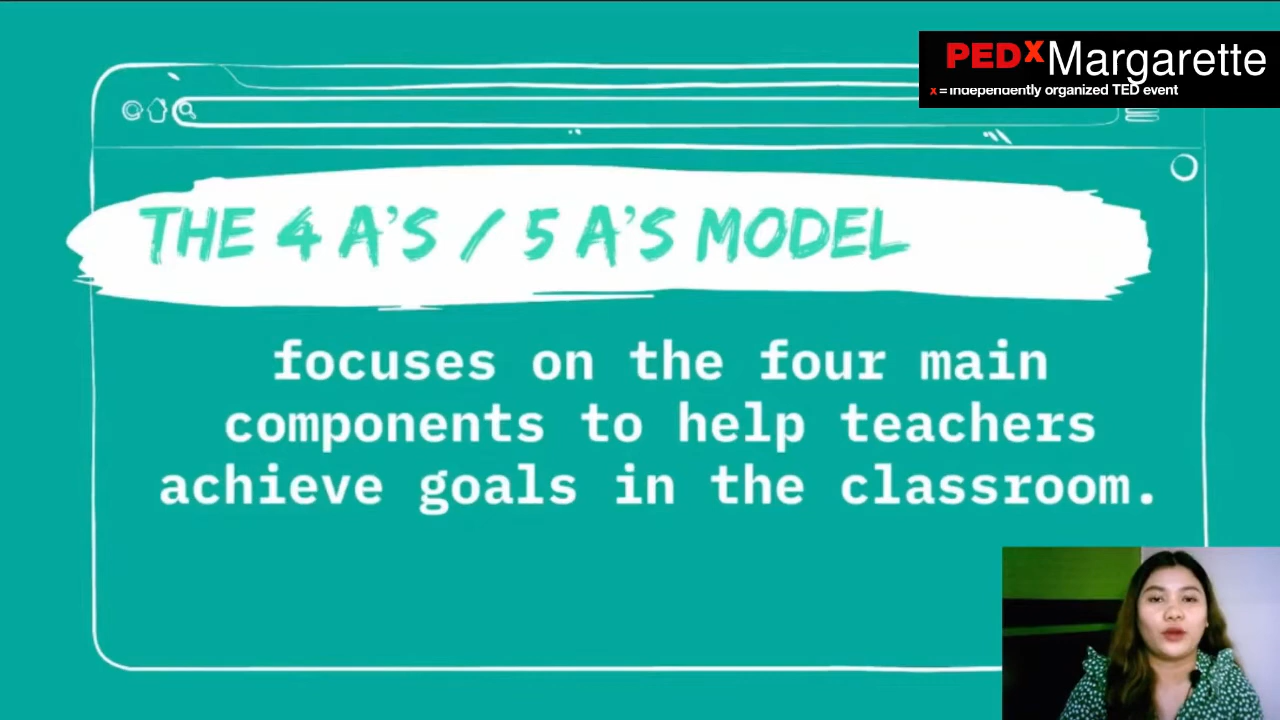 PEDxMargarette
x = independently organized TED event
THE 4 A'S / 5 A'S MODEL
focuses on the four main
components to help teachers
achieve goals in the classroom.